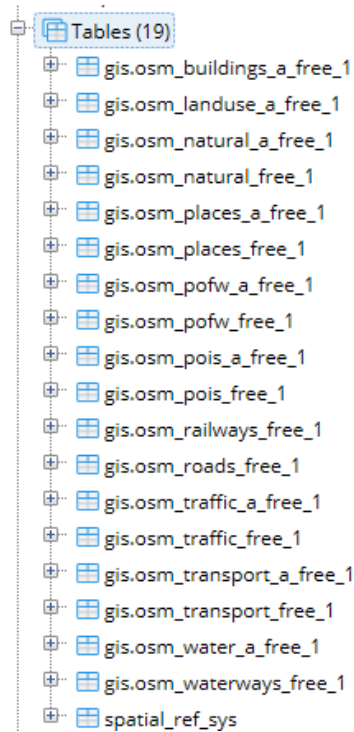 Tables (19)
gis.osm_buildings_a_free_1
gis.osm_landuse_a_free_1
gis.osm_natural_a_free_1
gis.osm_natural_free_1
gis.osm_places_a_free_1
gis.osm_places_free_1
gis.osm_pofw_a_free_1
gis.osm_pofw_free_1
gis.osm_pois_a_free_1
gis.osm_pois_free_1
gis.osm_railways_free_1
gis.osm_roads_free_1
gis.osm_traffic_a_free_1
gis.osm_traffic_free_1
gis.osm_transport_a_free_1
gis.osm_transport_free_1
gis.osm_water_a_free_1
gis.osm_waterways_free_1
spatial_ref_sys